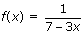 f(x) = 1/(7 − 3x)